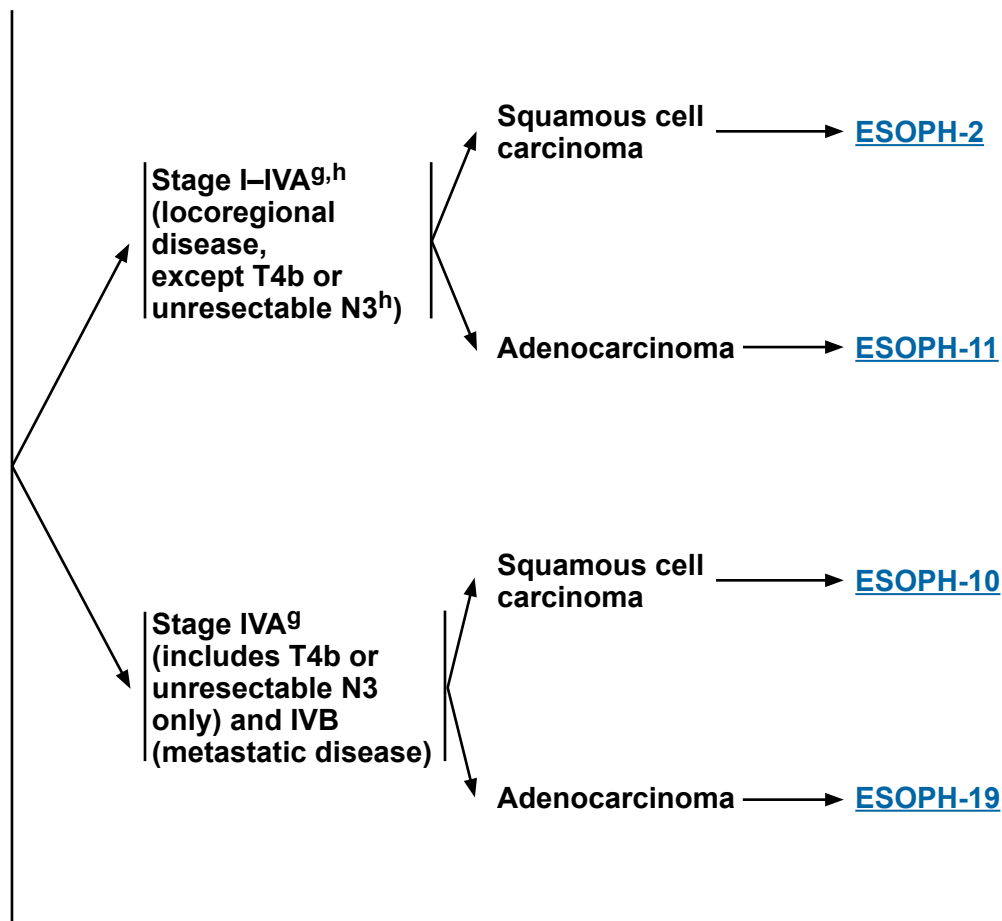 Squamous cell
carcinoma
ESOPH-2
Stage I–IVAg,h
(locoregional
disease,
except T4b or
unresectable N3h)
Adenocarcinoma
ESOPH-11
Squamous cell
carcinoma
ESOPH-10
Stage IVAg
(includes T4b or
unresectable N3
only) and IVB
(metastatic disease)
Adenocarcinoma
ESOPH-19